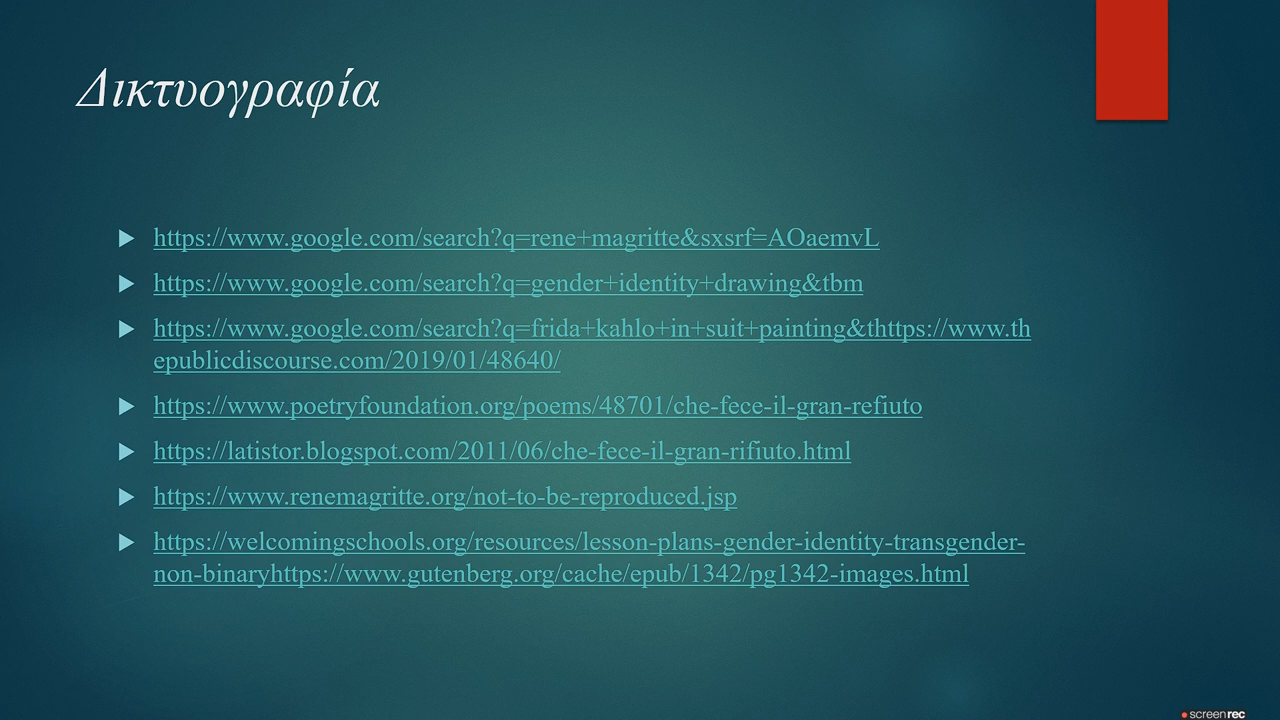 Δικτυογραφία
https://www.google.com/search?q=rene+magritte&sxsrf=AOaemvL
https://www.google.com/search?q=gender+identity+drawing&tbm
https://www.google.com/search?q=frida+kahlo+in+suit+painting&thttps://www.th
epublicdiscourse.com/2019/01/48640/
https://www.poetryfoundation.org/poems/48701/che-fece-il-gran-refiuto
https://latistor.blogspot.com/2011/06/che-fece-il-gran-rifiuto.html
https://www.renemagritte.org/not-to-be-reproduced.jsp
https://welcomingschools.org/resources/lesson-plans-gender-identity-transgender-
non-binaryhttps://www.gutenberg.org/cache/epub/1342/pg1342-images.html
screenrec